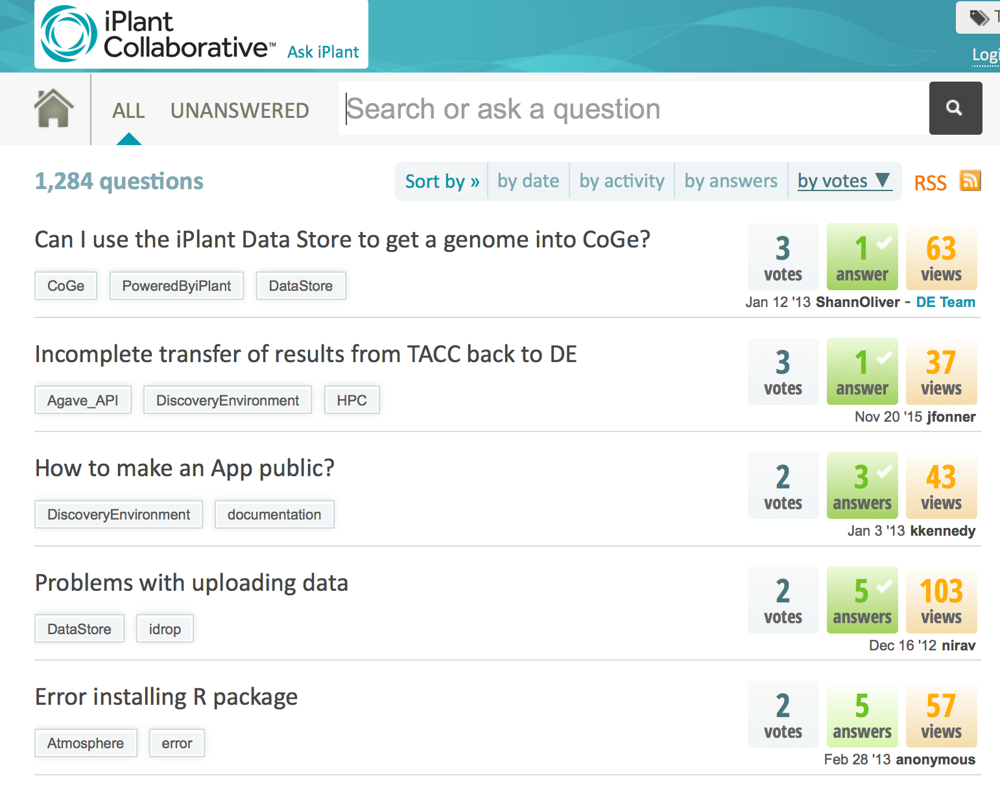 iPlant
Collaborative™ Ask iPlant
ALL UNANSWERED Search or ask a question
1,284 questions Sort by » by date by activity by answers by votes ▼ RSS
Can I use the iPlant Data Store to get a genome into CoGe?
3 votes 1 answer 63 views
CoGe PoweredByiPlant DataStore
Jan 12 '13 ShannOliver - DE Team
Incomplete transfer of results from TACC back to DE
3 votes 1 answer 37 views
Agave_API DiscoveryEnvironment HPC
Nov 20 '15 jfonner
How to make an App public?
2 votes 3 answers 43 views
DiscoveryEnvironment documentation
Jan 3 '13 kkennedy
Problems with uploading data
2 votes 5 answers 103 views
DataStore idrop
Dec 16 '12 nirav
Error installing R package
2 votes 5 answers 57 views
Atmosphere error
Feb 28 '13 anonymous